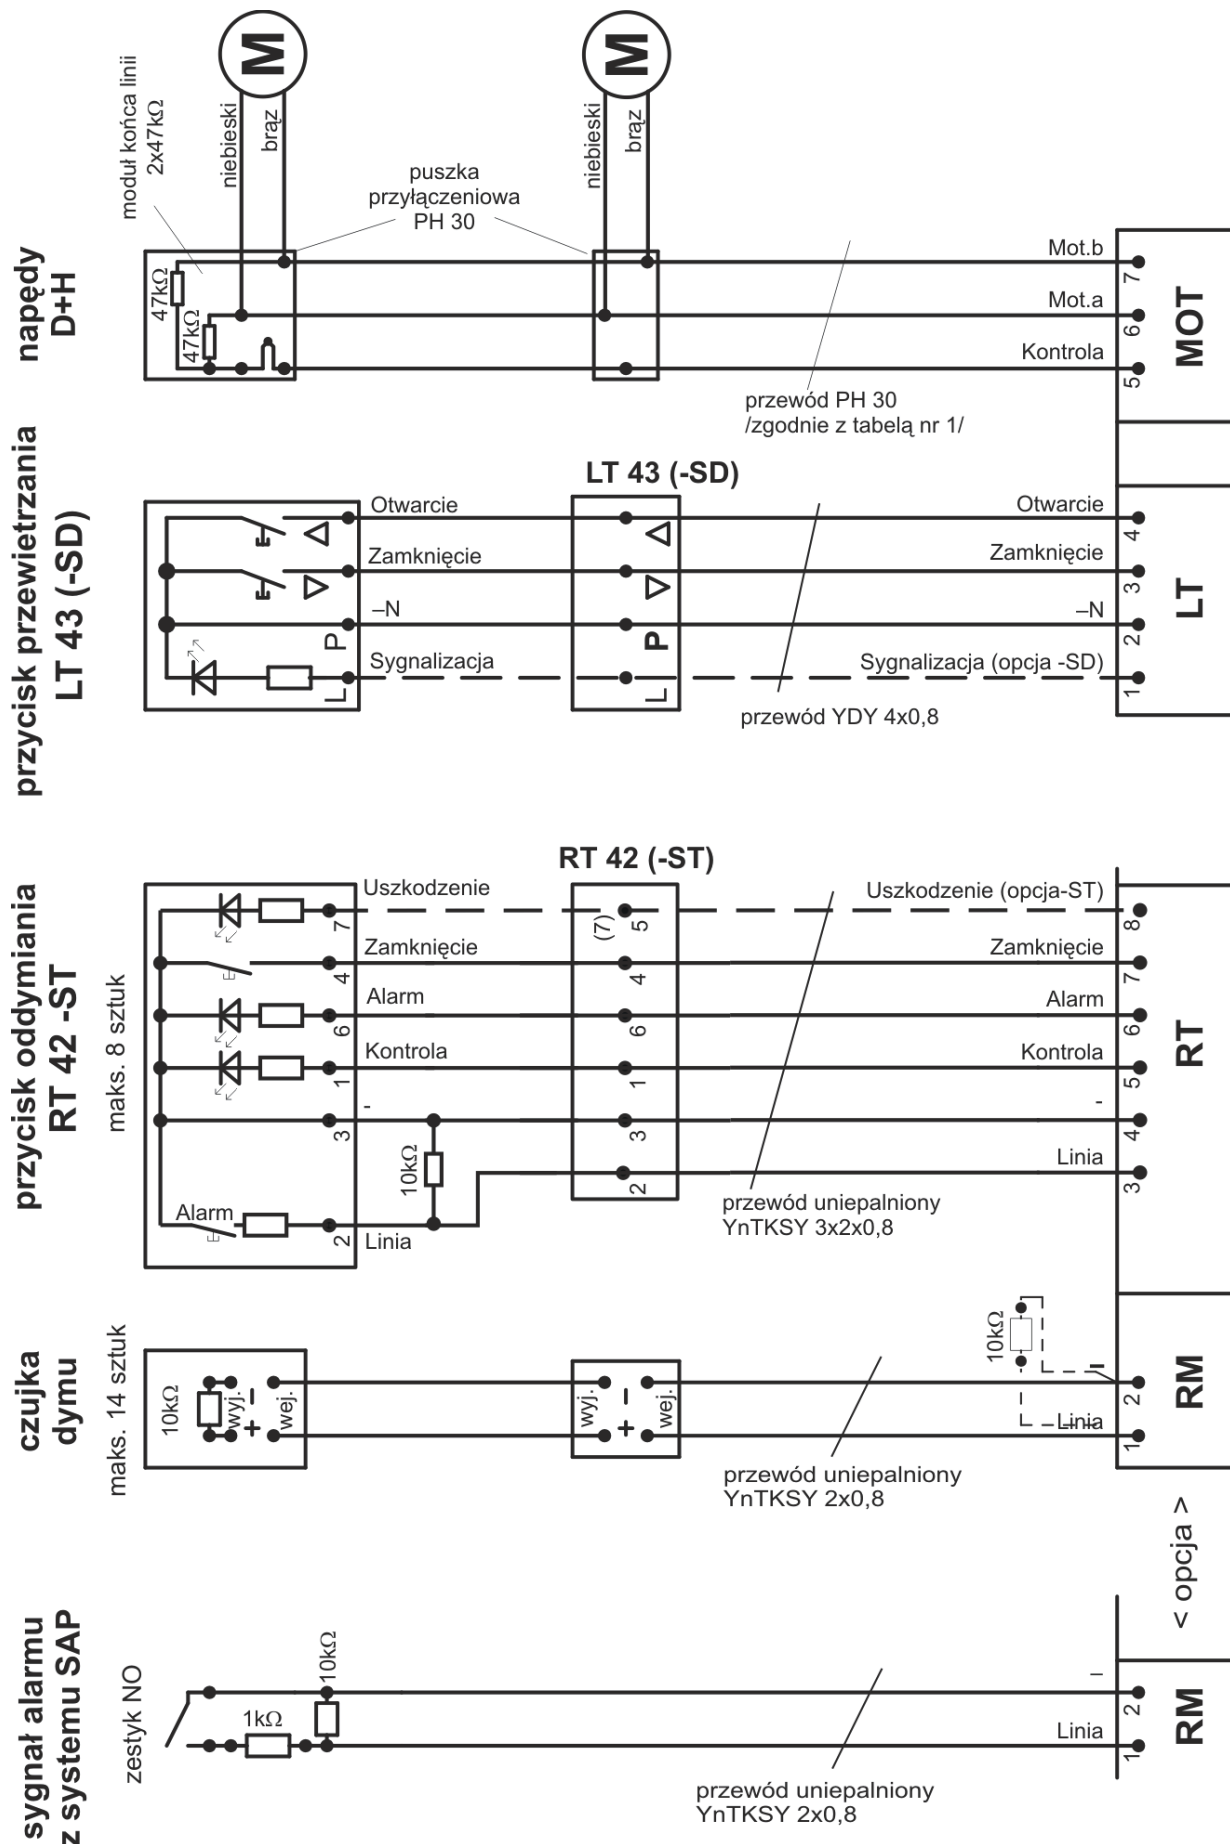 M
M
niebieski
brąz
niebieski
brąz
moduł końca linii
2x47kΩ
puszka
przyłączeniowa
PH 30
napędy
D+H
47kΩ
47kΩ
Mot.b
7
Mot.a
6
Kontrola
5
MOT
przewód PH 30
/zgodnie z tabelą nr 1/
przycisk przewietrzania
LT 43 (-SD)
LT 43 (-SD)
Otwarcie
Otwarcie
4
Zamknięcie
Zamknięcie
3
–N
P
P
–N
2
Sygnalizacja
L
L
Sygnalizacja (opcja -SD)
1
LT
przewód YDY 4x0,8
przycisk oddymiania
RT 42 -ST
maks. 8 sztuk
RT 42 (-ST)
Uszkodzenie
7
(7)
5
Uszkodzenie (opcja-ST)
8
Zamknięcie
4
4
Zamknięcie
7
Alarm
6
6
Alarm
6
Kontrola
1
1
Kontrola
5
RT
-
3
3
-
4
10kΩ
2
Linia
3
Alarm
2
Linia
przewód uniepalniony
YnTKSY 3x2x0,8
czujka
dymu
maks. 14 sztuk
10kΩ
wyj.
– +
wej.
wyj.
– +
wej.
10kΩ
-
2
Linia
1
RM
przewód uniepalniony
YnTKSY 2x0,8
< opcja >
sygnał alarmu
z systemu SAP
zestyk NO
10kΩ
1kΩ
–
2
Linia
1
RM
przewód uniepalniony
YnTKSY 2x0,8